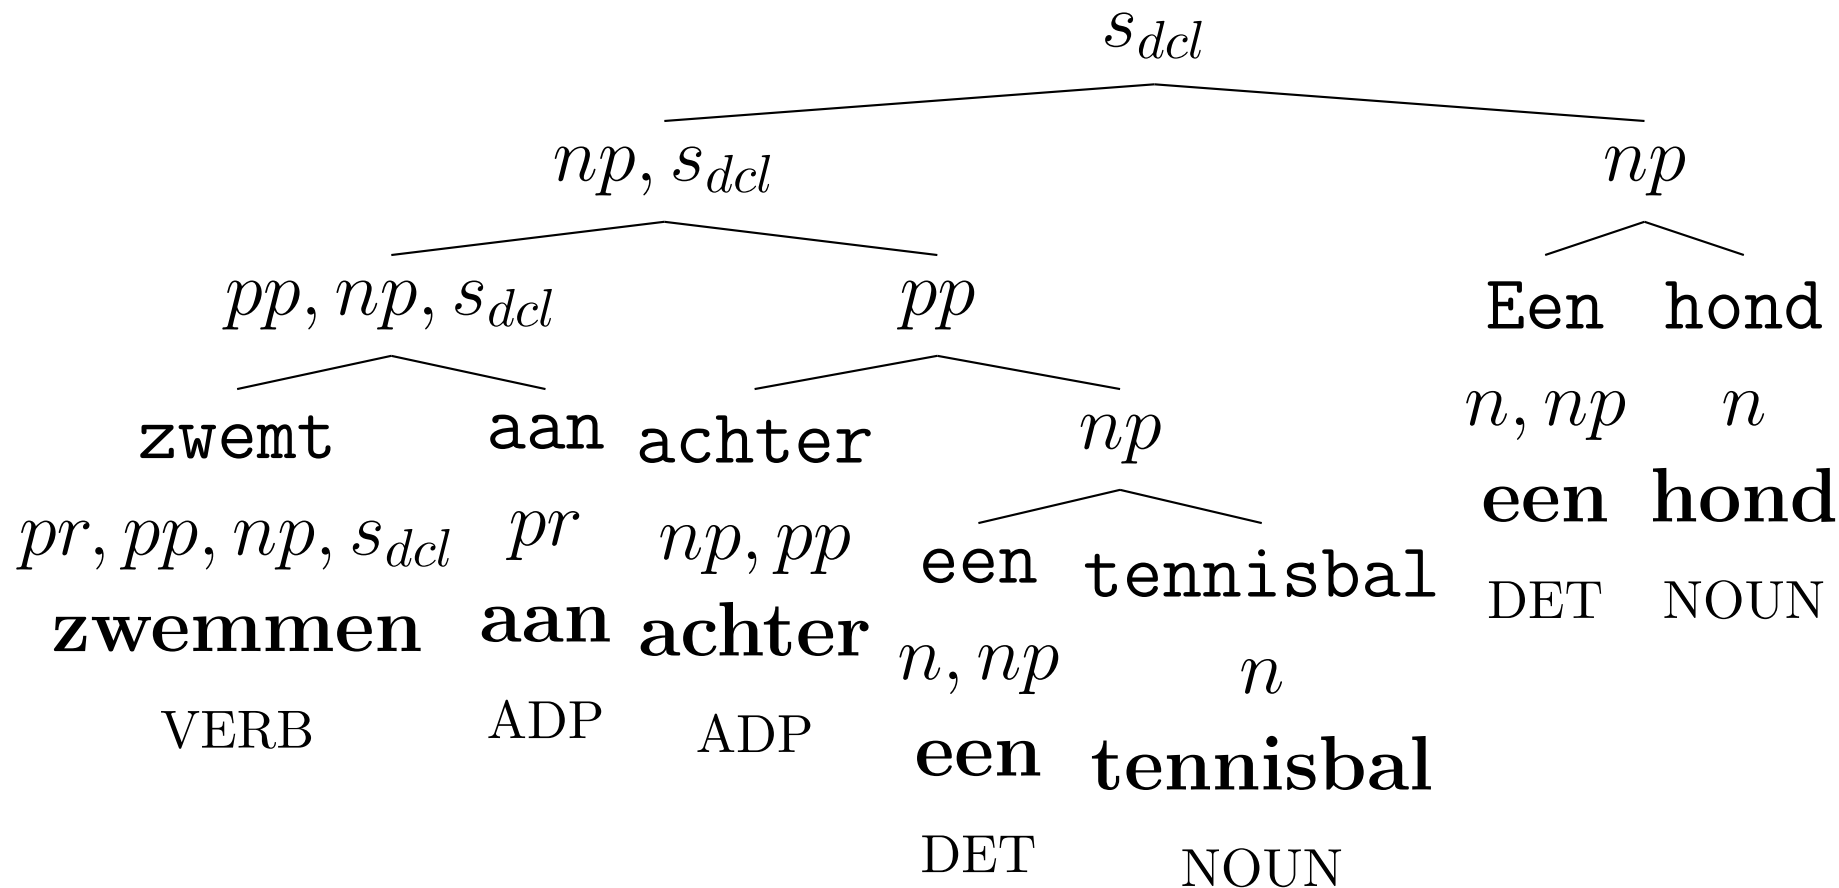 s_dcl
np, s_dcl np
pp, np, s_dcl pp Een hond
zwemt aan achter np n, np n
pr, pp, np, s_dcl pr np, pp een tennisbal een hond
zwemmen aan achter n, np n DET NOUN
VERB ADP ADP een tennisbal
DET NOUN